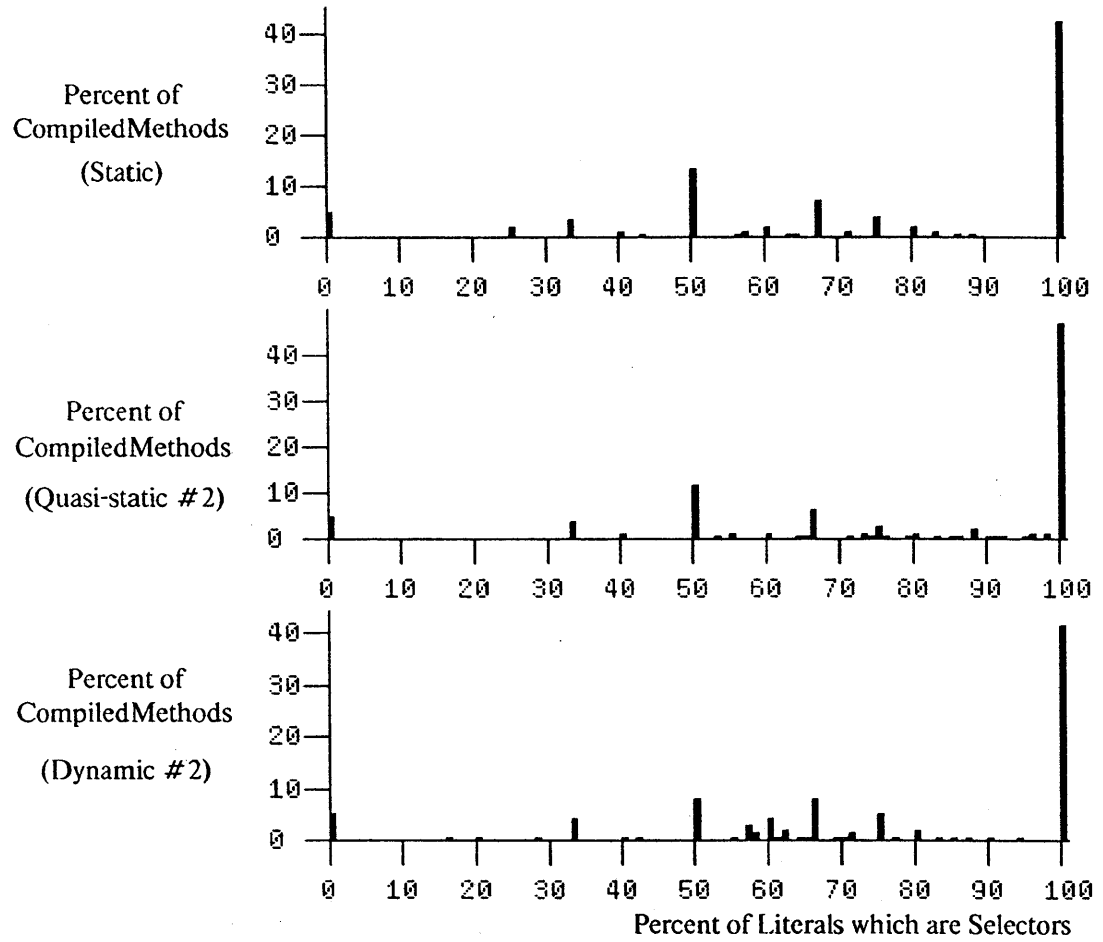 40
30
Percent of
CompiledMethods
20
(Static)
10
0
0 10 20 30 40 50 60 70 80 90 100
40
30
Percent of
CompiledMethods
20
(Quasi-static #2)
10
0
0 10 20 30 40 50 60 70 80 90 100
40
Percent of
30
CompiledMethods
20
(Dynamic #2)
10
0
0 10 20 30 40 50 60 70 80 90 100
Percent of Literals which are Selectors